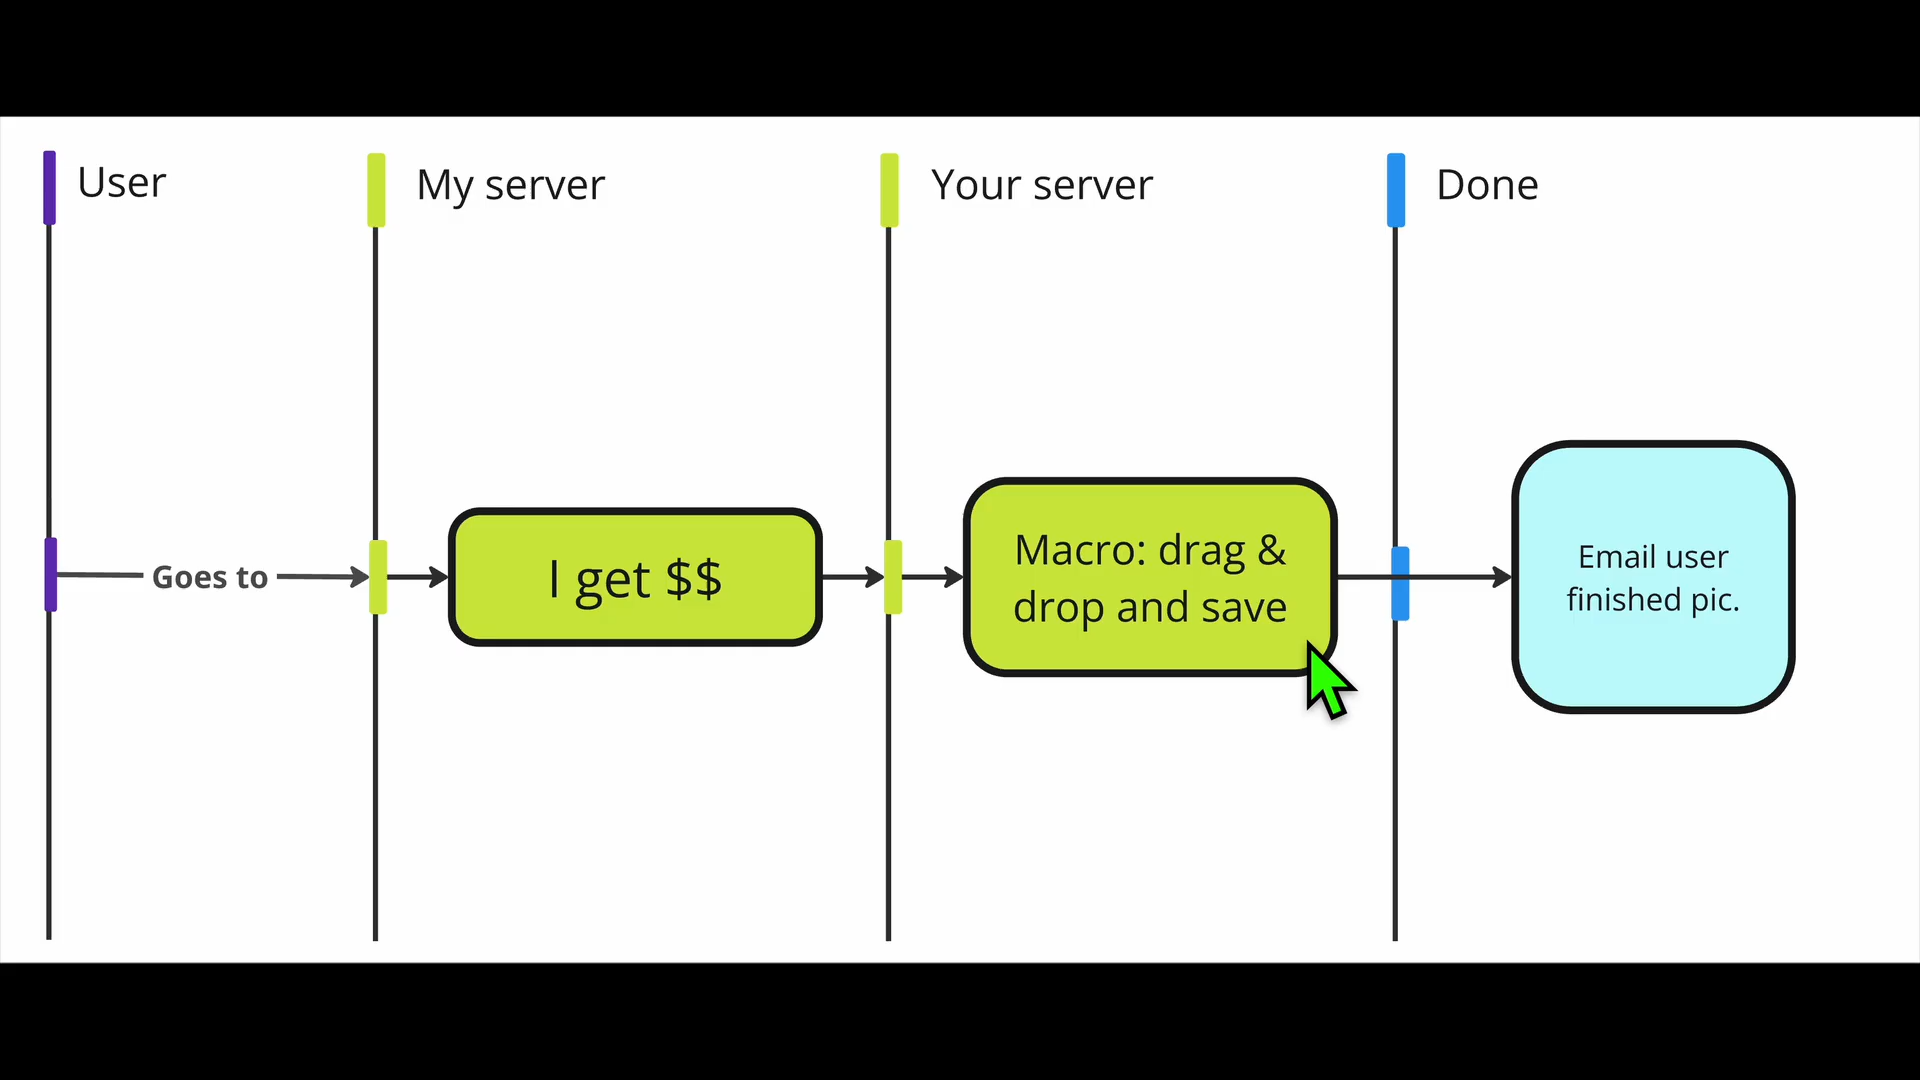 User
My server
Your server
Done
Goes to
I get $$
Macro: drag &
drop and save
Email user
finished pic.